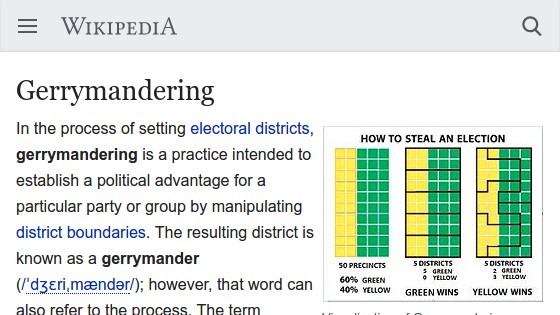 WIKIPEDIA
Gerrymandering
In the process of setting electoral districts,
gerrymandering is a practice intended to
establish a political advantage for a
particular party or group by manipulating
district boundaries. The resulting district is
known as a gerrymander
(/ˈdʒɛriˌmændər/); however, that word can
also refer to the process. The term
HOW TO STEAL AN ELECTION
50 PRECINCTS
60% GREEN
40% YELLOW
5 DISTRICTS
5 GREEN
0 YELLOW
GREEN WINS
5 DISTRICTS
2 GREEN
3 YELLOW
YELLOW WINS